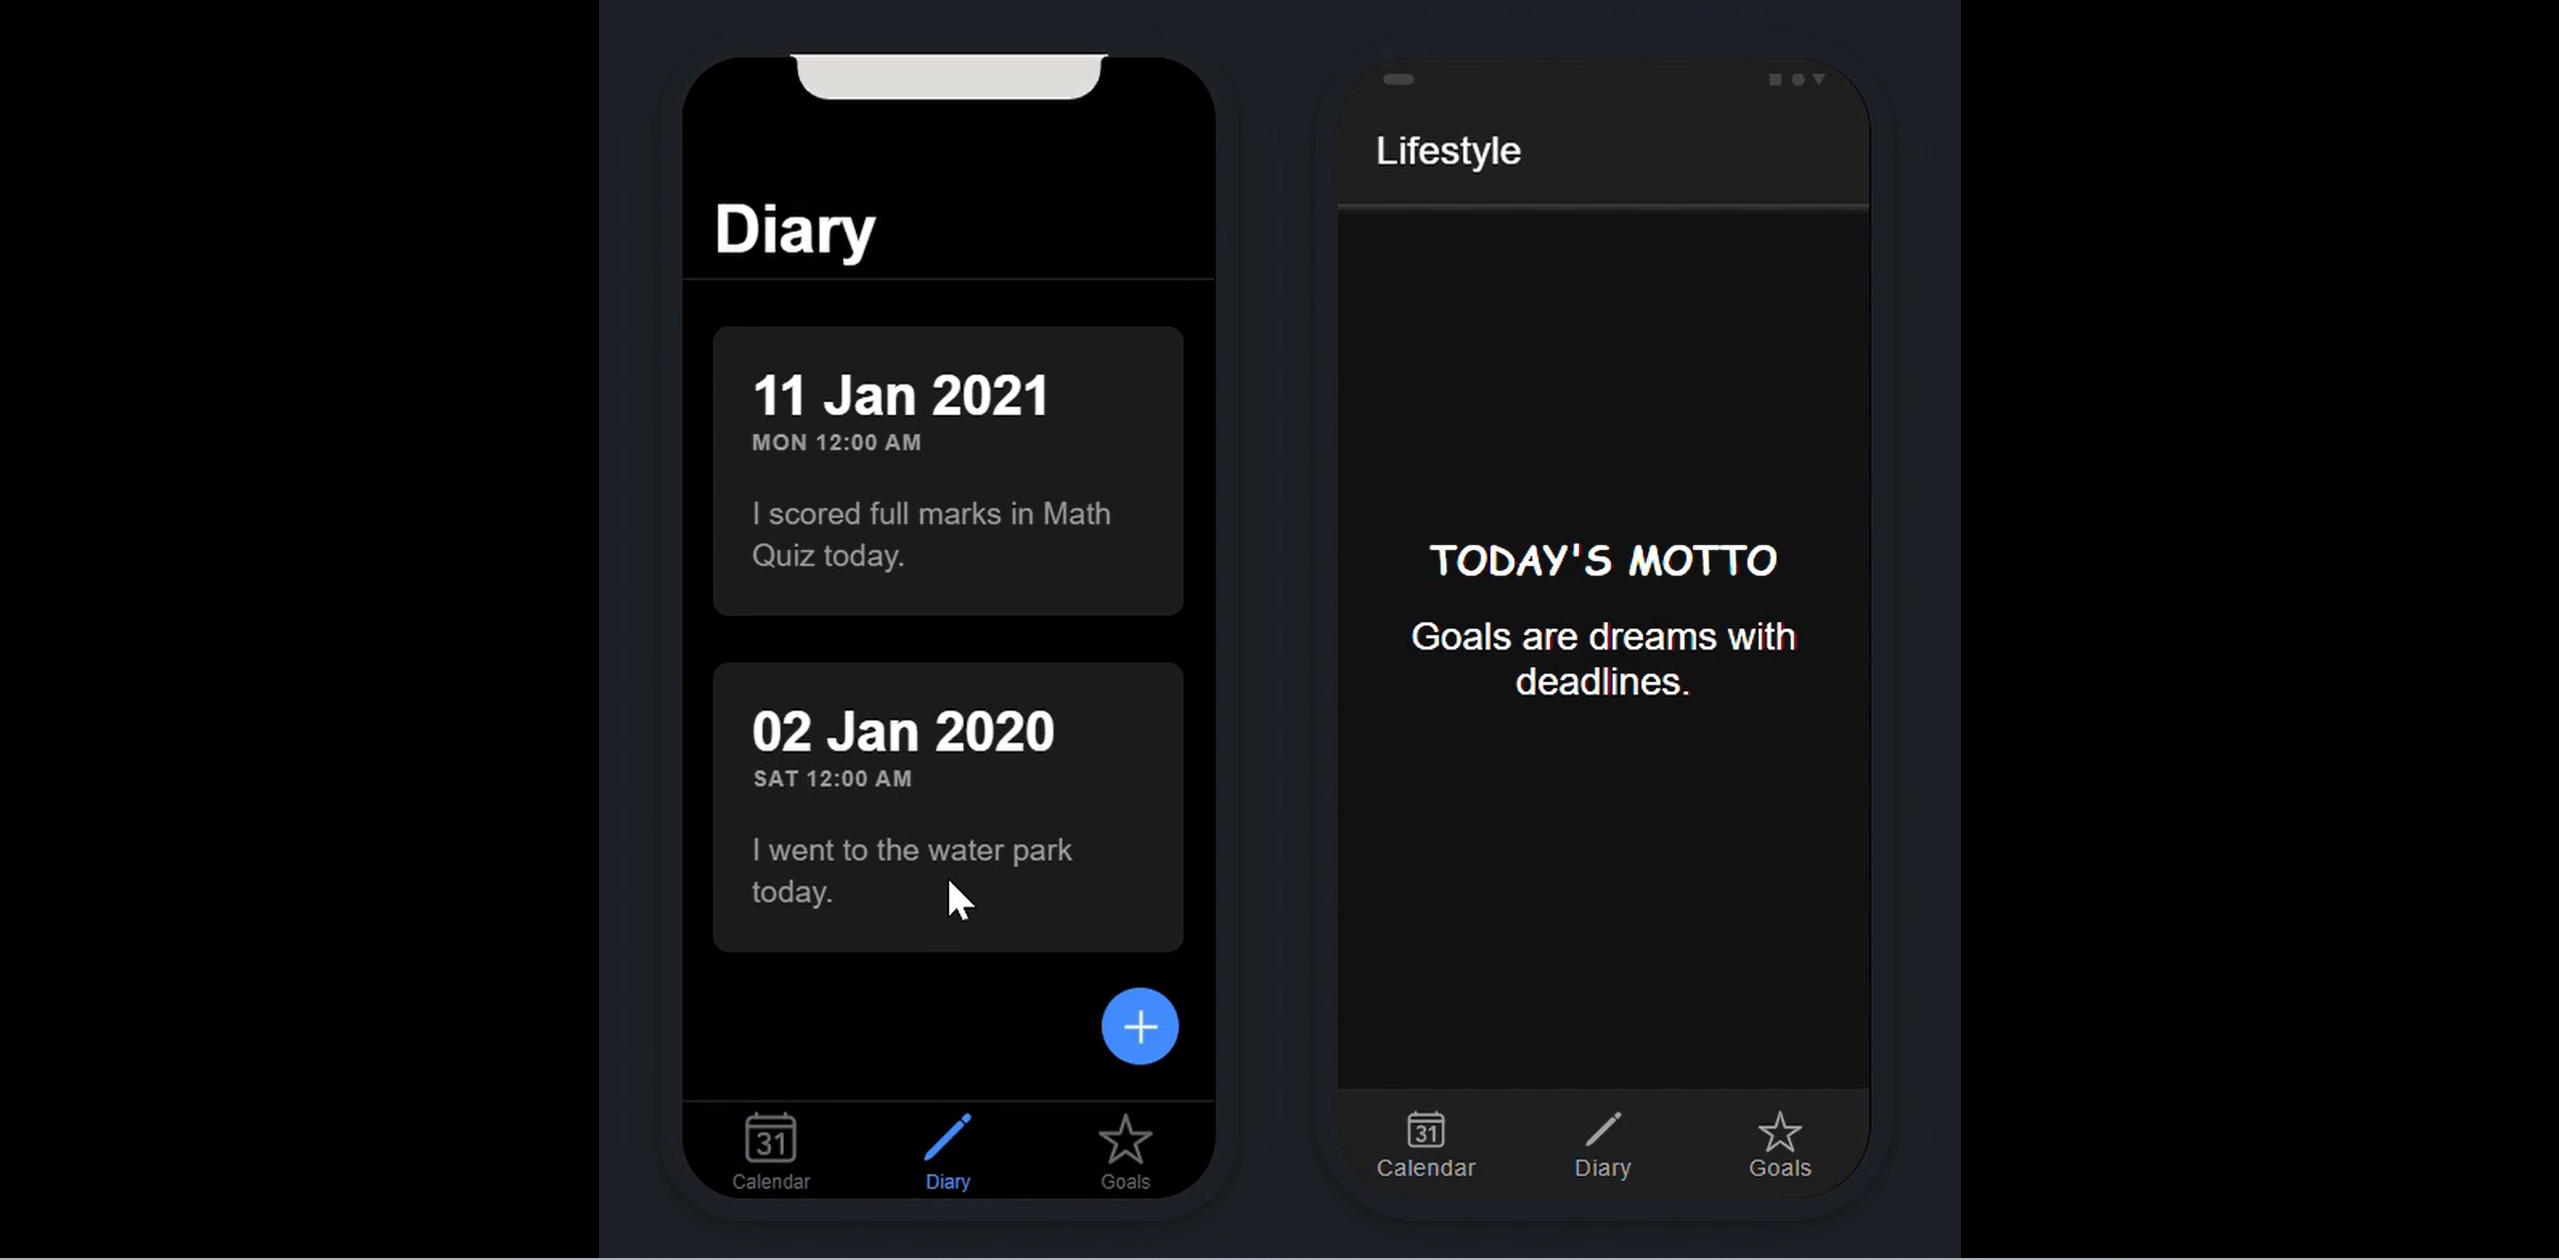 Diary
11 Jan 2021
MON 12:00 AM
I scored full marks in Math
Quiz today.
02 Jan 2020
SAT 12:00 AM
I went to the water park
today.
31
Calendar
Diary
Goals
Lifestyle
TODAY'S MOTTO
Goals are dreams with
deadlines.
31
Calendar
Diary
Goals